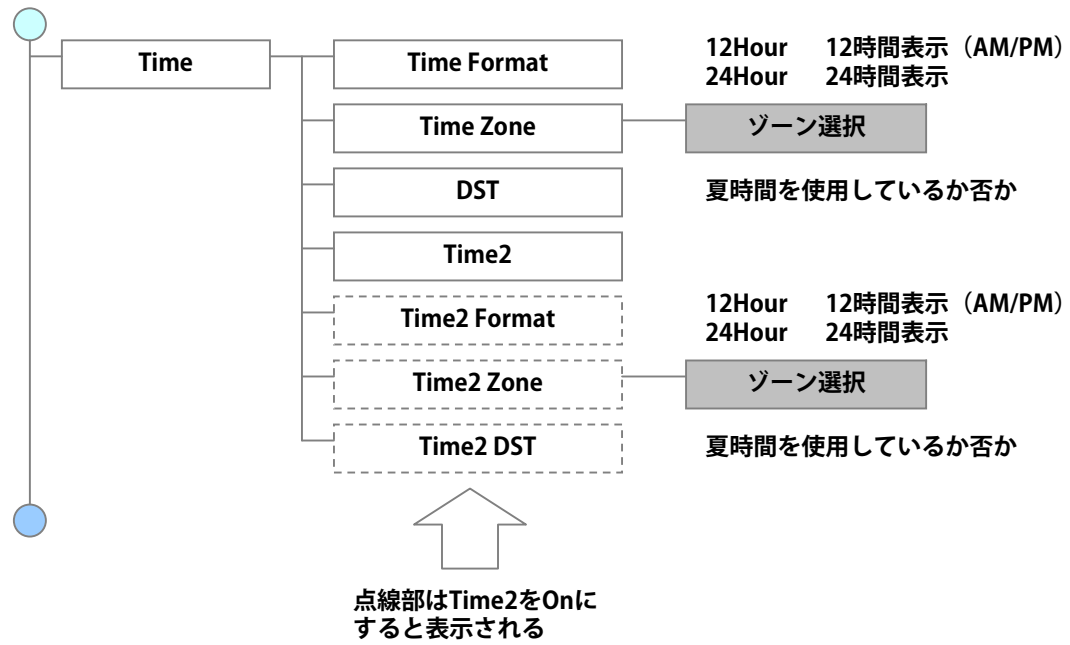 12Hour 12時間表示（AM/PM）
Time
Time Format
24Hour 24時間表示
Time Zone
ゾーン選択
DST
夏時間を使用しているか否か
Time2
12Hour 12時間表示（AM/PM）
Time2 Format
24Hour 24時間表示
Time2 Zone
ゾーン選択
Time2 DST
夏時間を使用しているか否か
点線部はTime2をOnに
すると表示される